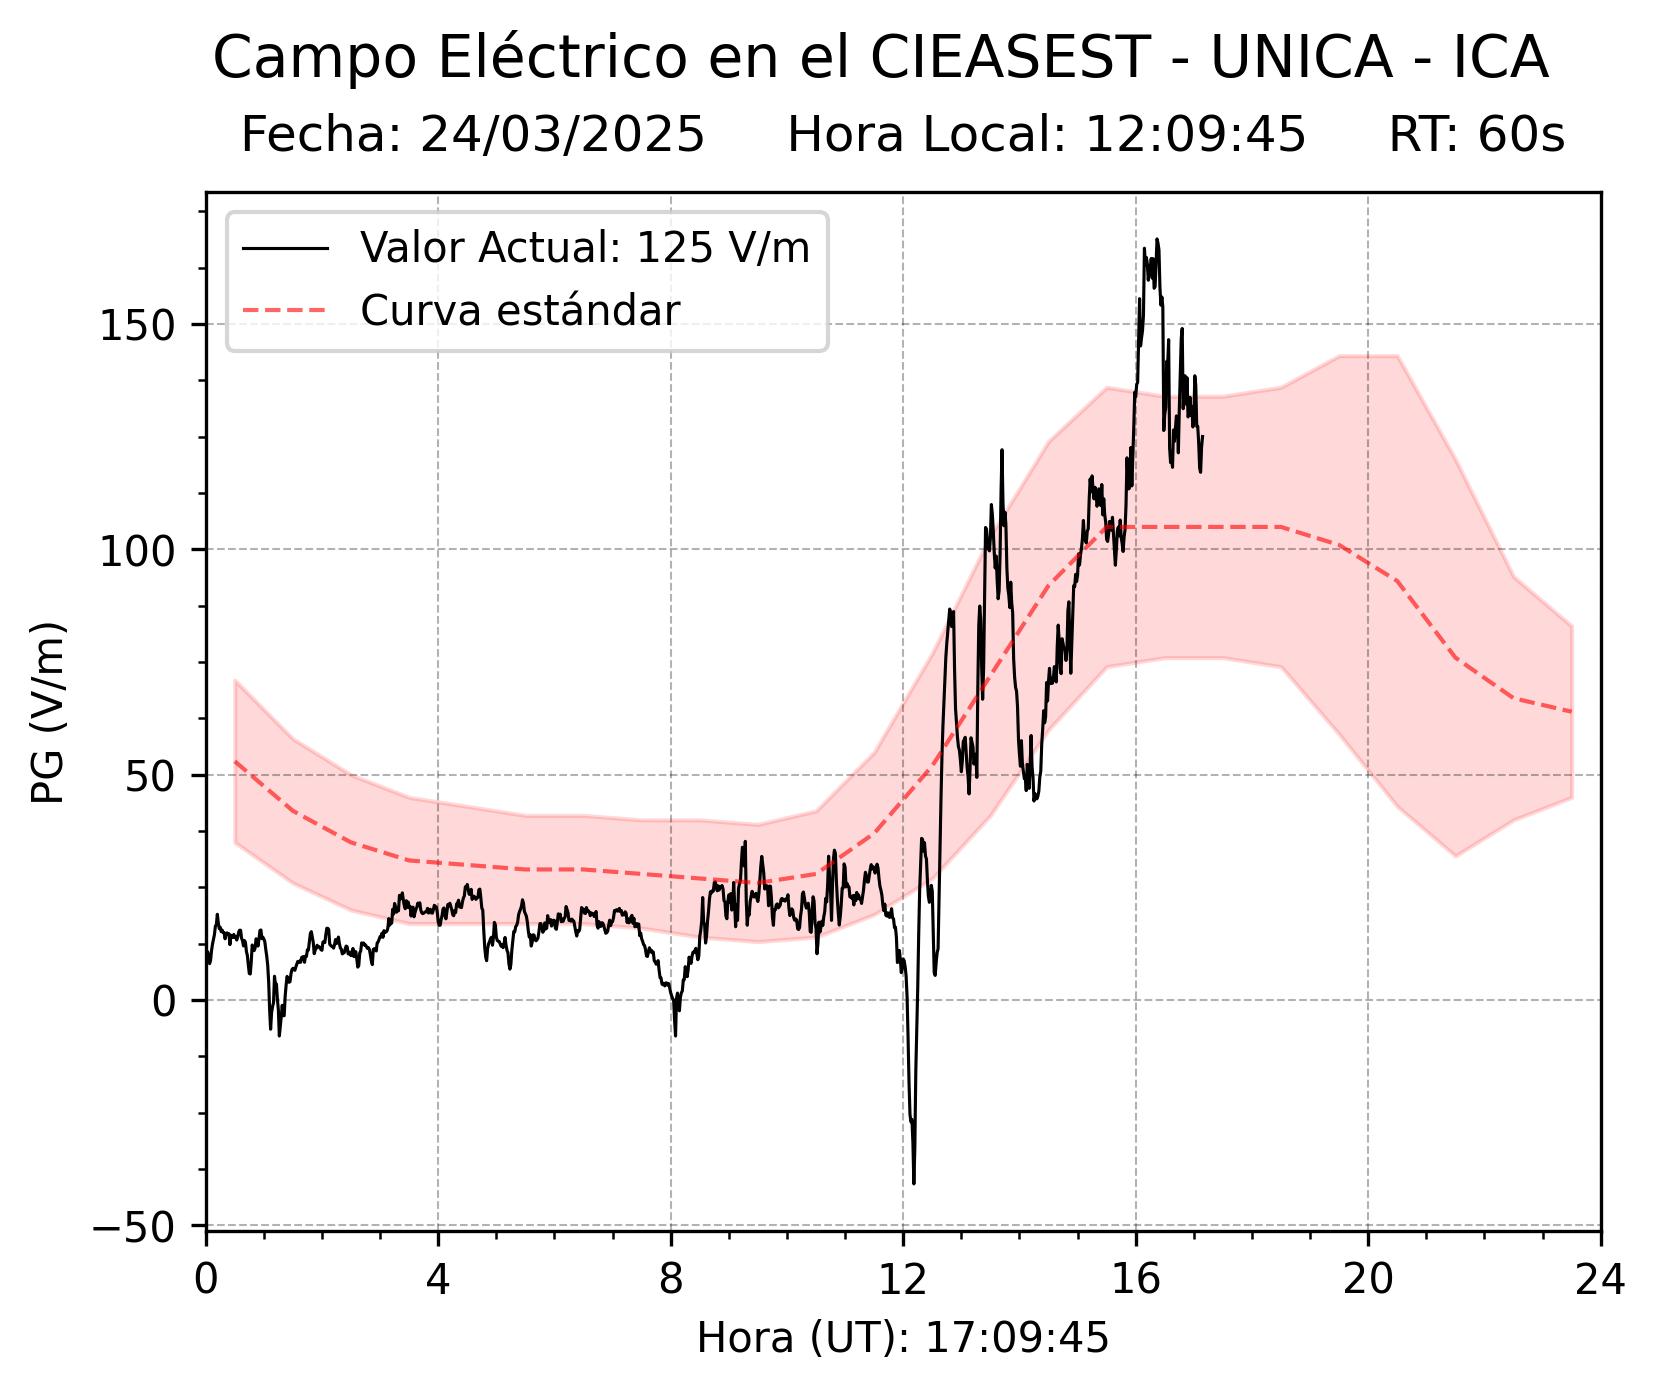 Campo Eléctrico en el CIEASEST - UNICA - ICA
Fecha: 24/03/2025 Hora Local: 12:09:45 RT: 60s
Valor Actual: 125 V/m
Curva estándar
PG (V/m)
150
100
50
0
−50
0 4 8 12 16 20 24
Hora (UT): 17:09:45